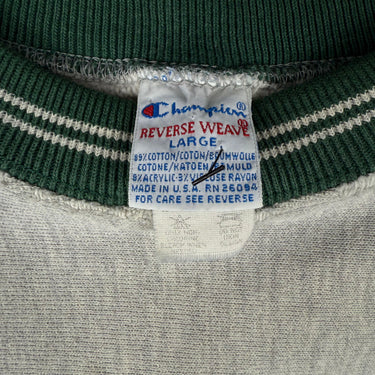 Champion®
REVERSE WEAVE®
LARGE
89% COTTON/COTON/BAUMWOLLE
COTONE/KATOEN/BOMULD
8% ACRYLIC·3% VISCOSE RAYON
MADE IN U.S.A. RN 26094
FOR CARE SEE REVERSE